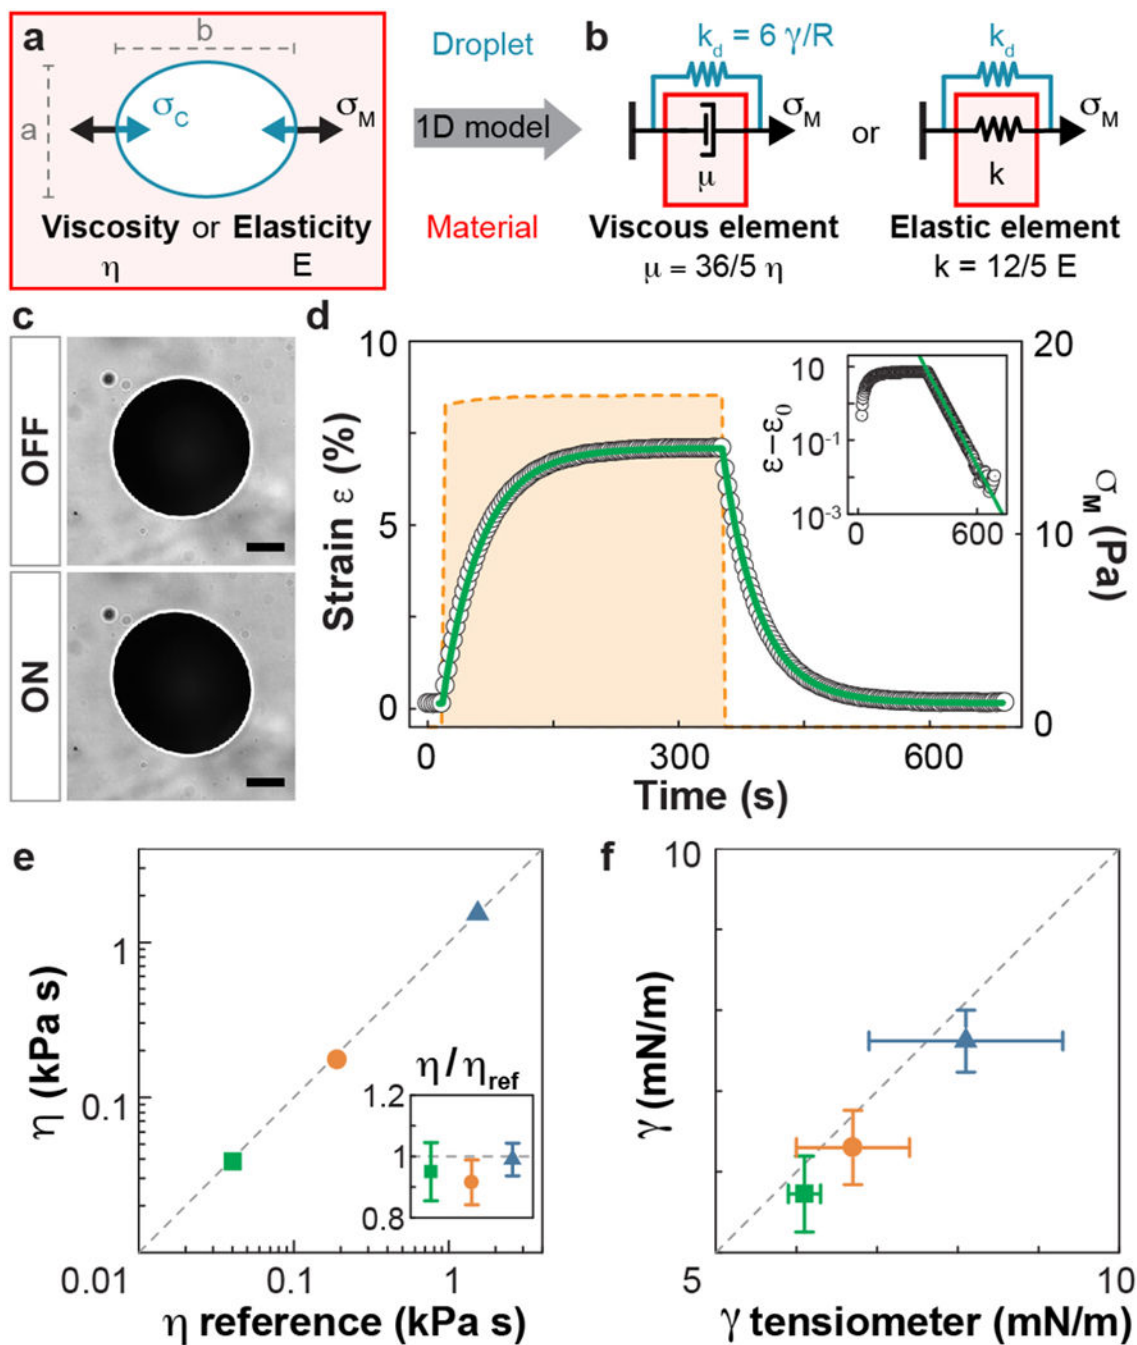 a
b
a
σC
σM
Viscosity or Elasticity
η
E
Droplet
1D model
Material
b
kd = 6 γ/R
σM
μ
Viscous element
μ = 36/5 η
or
kd
σM
k
Elastic element
k = 12/5 E
c
OFF
ON
d
Strain ε (%)
10
5
0
0
300
600
Time (s)
20
10
0
σM (Pa)
ε−ε0
10
10-1
10-3
0
600
e
η (kPa s)
1
0.1
0.01
0.1
1
η reference (kPa s)
η / ηref
1.2
1
0.8
f
γ (mN/m)
10
5
10
γ tensiometer (mN/m)